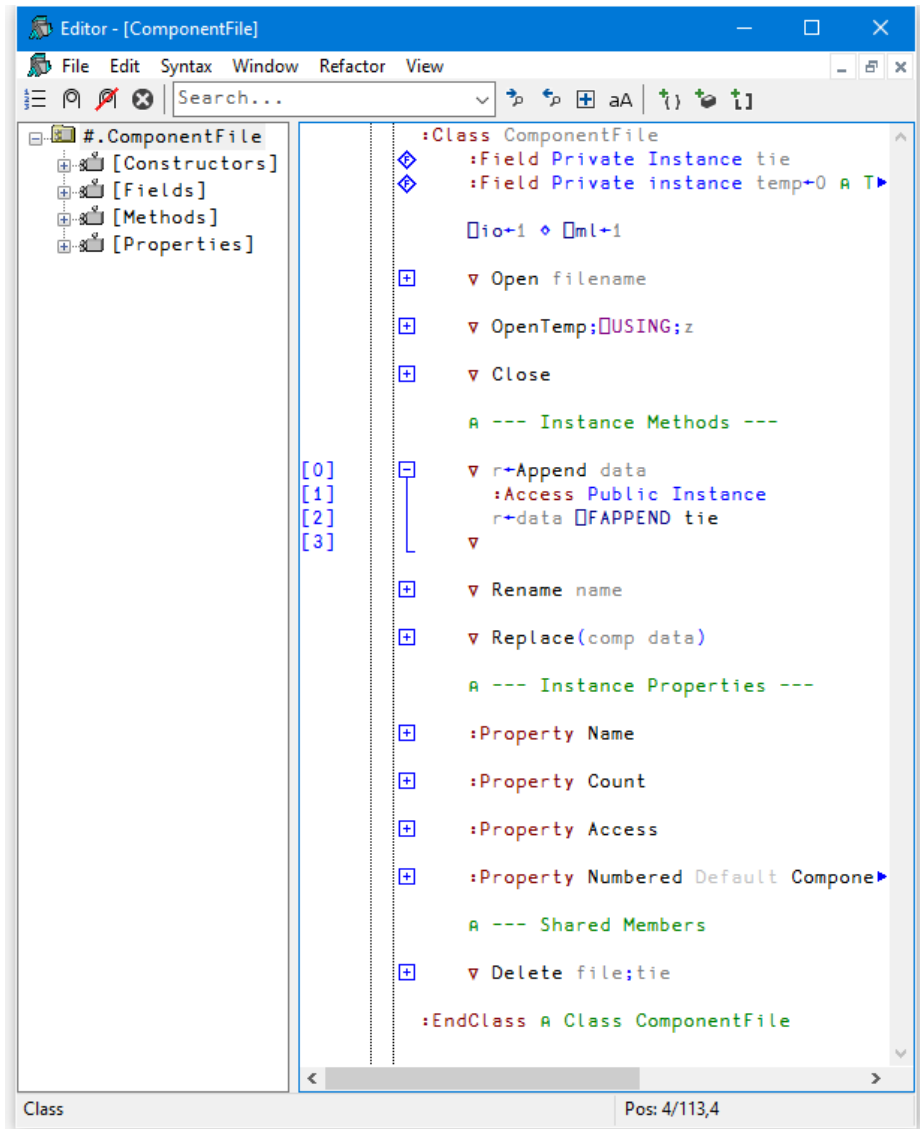 Editor - [ComponentFile]
File Edit Syntax Window Refactor View
Search...
aA
#.ComponentFile
[Constructors]
[Fields]
[Methods]
[Properties]
:Class ComponentFile
:Field Private Instance tie
:Field Private instance temp←0 ⍝ T
⎕io←1 ⋄ ⎕ml←1
∇ Open filename
∇ OpenTemp;⎕USING;z
∇ Close
⍝ --- Instance Methods ---
[0] ∇ r←Append data
[1] :Access Public Instance
[2] r←data ⎕FAPPEND tie
[3] ∇
∇ Rename name
∇ Replace(comp data)
⍝ --- Instance Properties ---
:Property Name
:Property Count
:Property Access
:Property Numbered Default Compone
⍝ --- Shared Members
∇ Delete file;tie
:EndClass ⍝ Class ComponentFile
Class
Pos: 4/113,4